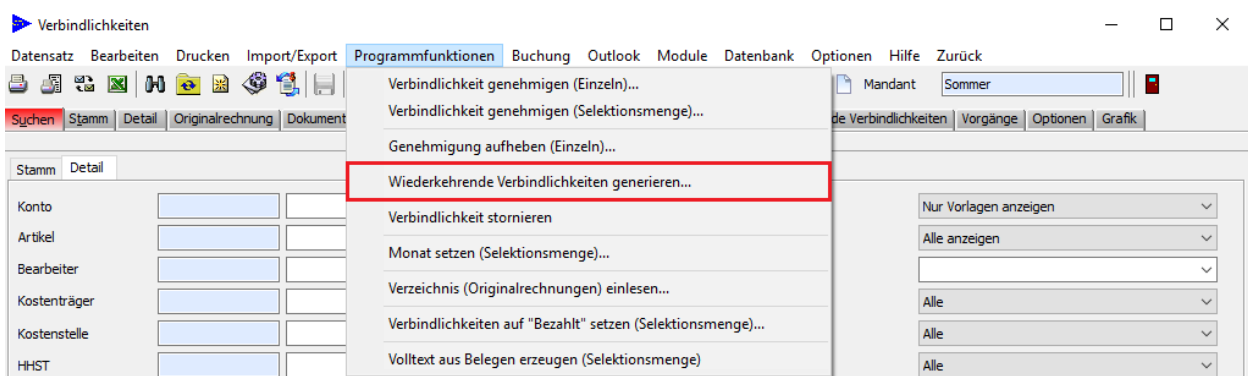 Verbindlichkeiten
Datensatz Bearbeiten Drucken Import/Export Programmfunktionen Buchung Outlook Module Datenbank Optionen Hilfe Zurück
Mandant Sommer
Suchen Stamm Detail Originalrechnung Dokument de Verbindlichkeiten Vorgänge Optionen Grafik
Verbindlichkeit genehmigen (Einzeln)...
Verbindlichkeit genehmigen (Selektionsmenge)...
Genehmigung aufheben (Einzeln)...
Wiederkehrende Verbindlichkeiten generieren...
Verbindlichkeit stornieren
Monat setzen (Selektionsmenge)...
Verzeichnis (Originalrechnungen) einlesen...
Verbindlichkeiten auf "Bezahlt" setzen (Selektionsmenge)...
Volltext aus Belegen erzeugen (Selektionsmenge)
Stamm Detail
Konto Nur Vorlagen anzeigen
Artikel Alle anzeigen
Bearbeiter
Kostenträger Alle
Kostenstelle Alle
HHST Alle